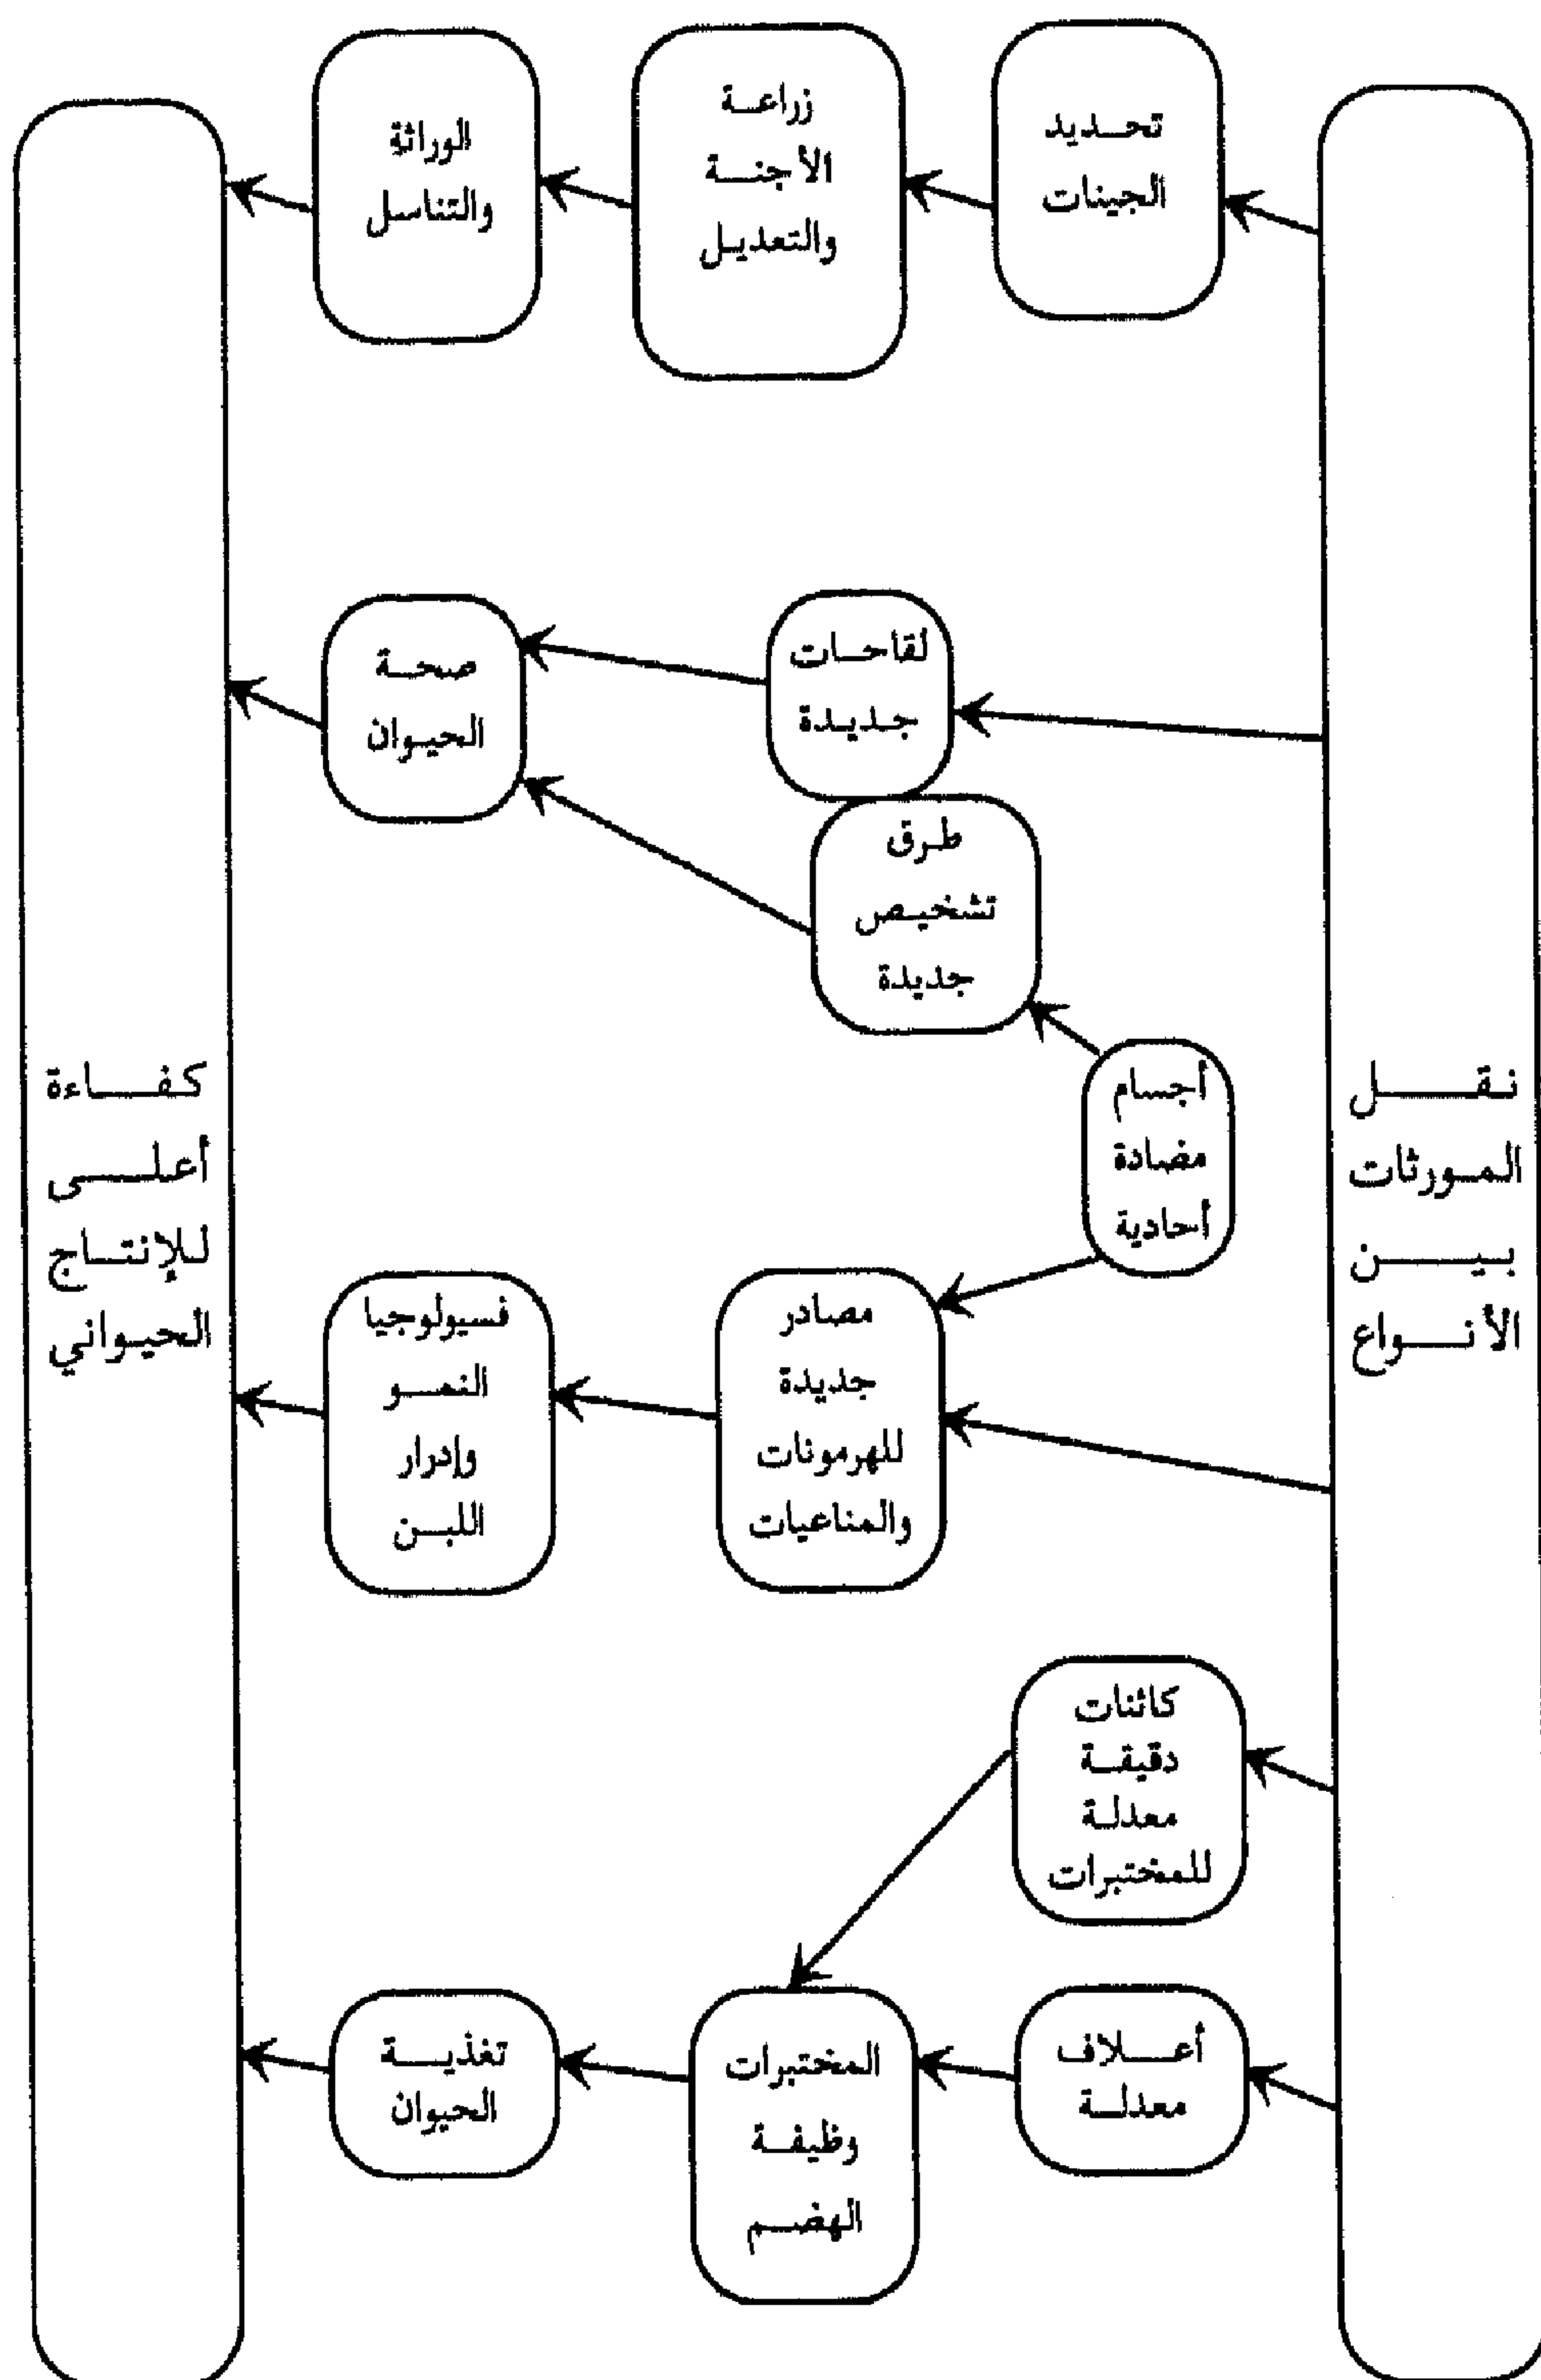 نقل
المورثات
بين
الأنواع
تحديد
الجينات
زراعة
الأجنة
والتعديل
الوراثة
والتناسل
لقاحات
جديدة
طرق
تشخيص
جديدة
صحة
الحيوان
أجسام
مضادة
أحادية
مصادر
جديدة
للهرمونات
والمناعيات
فسيولوجيا
النمو
وإدرار
اللبن
كائنات
دقيقة
معدلة
للمختبرات
أعلاف
معدلة
المختبرات
وظيفة
الهضم
تغذية
الحيوان
كفاءة
أعلى
للإنتاج
الحيواني